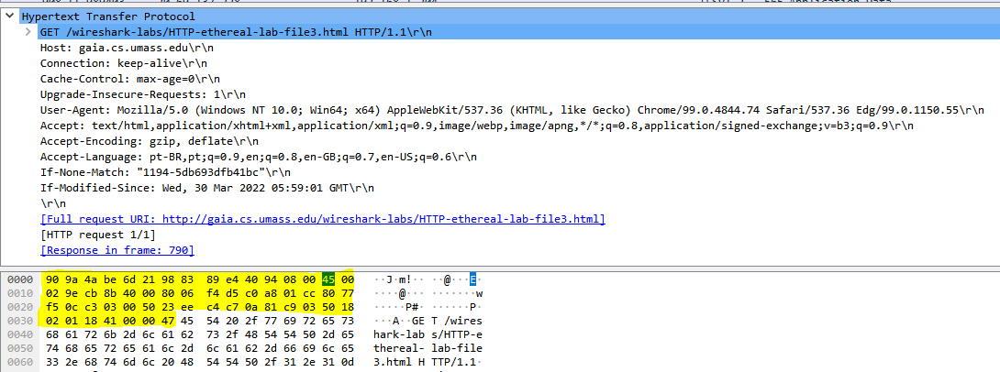 Hypertext Transfer Protocol
GET /wireshark-labs/HTTP-ethereal-lab-file3.html HTTP/1.1\r\n
Host: gaia.cs.umass.edu\r\n
Connection: keep-alive\r\n
Cache-Control: max-age=0\r\n
Upgrade-Insecure-Requests: 1\r\n
User-Agent: Mozilla/5.0 (Windows NT 10.0; Win64; x64) AppleWebKit/537.36 (KHTML, like Gecko) Chrome/99.0.4844.74 Safari/537.36 Edg/99.0.1150.55\r\n
Accept: text/html,application/xhtml+xml,application/xml;q=0.9,image/webp,image/apng,*/*;q=0.8,application/signed-exchange;v=b3;q=0.9\r\n
Accept-Encoding: gzip, deflate\r\n
Accept-Language: pt-BR,pt;q=0.9,en;q=0.8,en-GB;q=0.7,en-US;q=0.6\r\n
If-None-Match: "1194-5db693dfb41bc"\r\n
If-Modified-Since: Wed, 30 Mar 2022 05:59:01 GMT\r\n
\r\n
[Full request URI: http://gaia.cs.umass.edu/wireshark-labs/HTTP-ethereal-lab-file3.html]
[HTTP request 1/1]
[Response in frame: 790]
0000 90 9a 4a be 6d 21 98 83 89 e4 40 94 08 00 45 00 ··J·m!·· ··@···E·
0010 02 9e cb 8b 40 00 80 06 f4 d5 c0 a8 01 cc 80 77 ····@··· ·······w
0020 f5 0c c3 03 00 50 23 ee c4 c7 0a 81 c9 03 50 18 ·····P#· ······P·
0030 02 01 18 41 00 00 47 45 54 20 2f 77 69 72 65 73 ···A··GE T /wires
0040 68 61 72 6b 2d 6c 61 62 73 2f 48 54 54 50 2d 65 hark-lab s/HTTP-e
0050 74 68 65 72 65 61 6c 2d 6c 61 62 2d 66 69 6c 65 thereal- lab-file
0060 33 2e 68 74 6d 6c 20 48 54 54 50 2f 31 2e 31 0d 3.html H TTP/1.1·